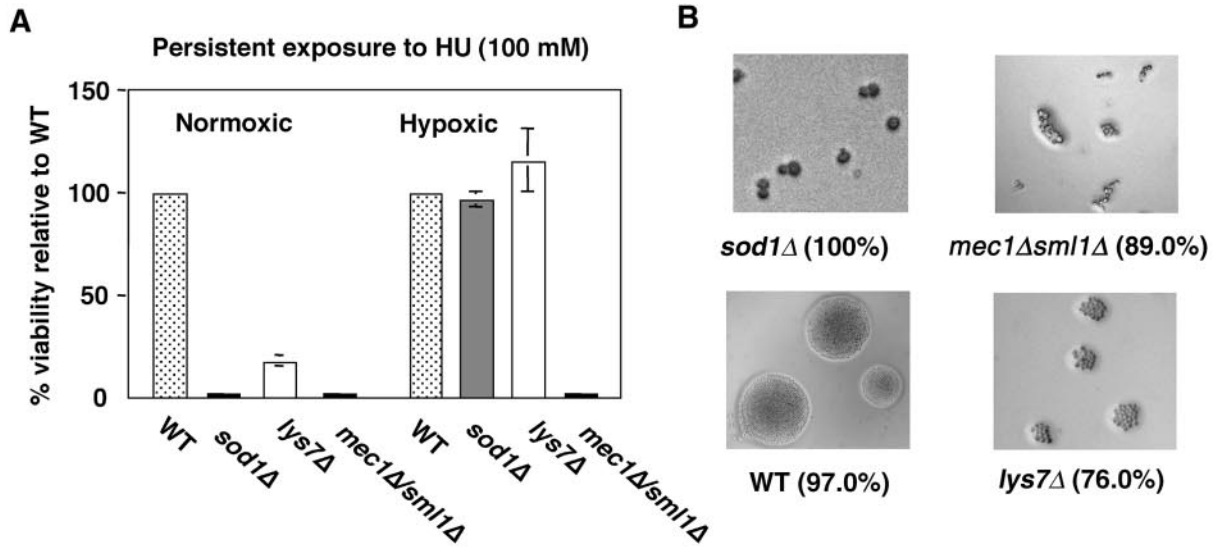 A
Persistent exposure to HU (100 mM)
% viability relative to WT
150
100
50
0
Normoxic
Hypoxic
WT
sod1Δ
lys7Δ
mec1Δ/sml1Δ
WT
sod1Δ
lys7Δ
mec1Δ/sml1Δ
B
sod1Δ (100%)
mec1Δsml1Δ (89.0%)
WT (97.0%)
lys7Δ (76.0%)